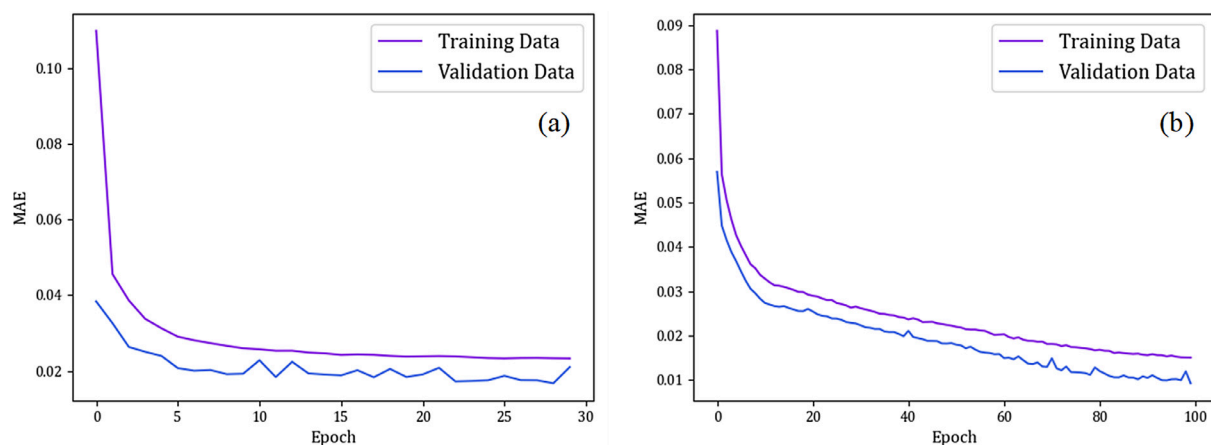 Training Data
Validation Data
(a)
MAE
0.10
0.08
0.06
0.04
0.02
0
5
10
15
20
25
30
Epoch
Training Data
Validation Data
(b)
MAE
0.09
0.08
0.07
0.06
0.05
0.04
0.03
0.02
0.01
0
20
40
60
80
100
Epoch